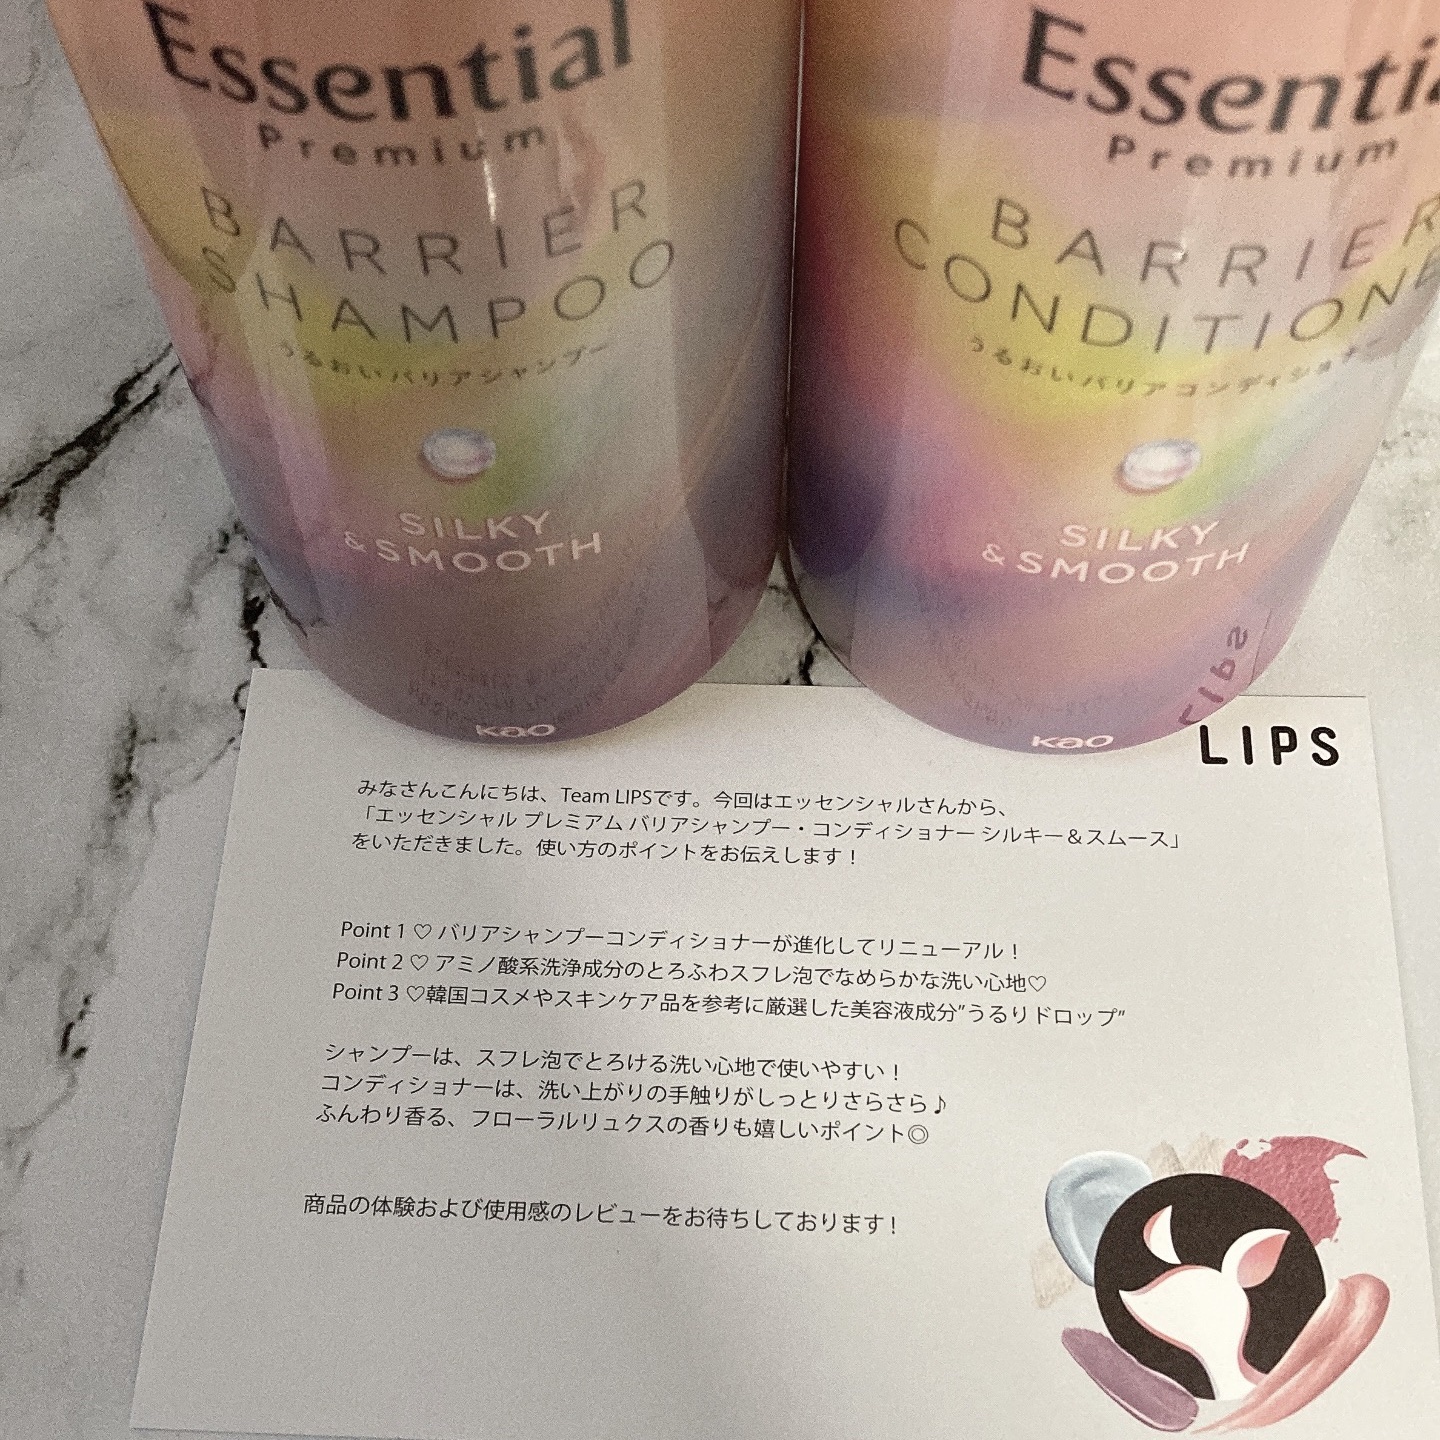 Essential
Premium
BARRIER
SHAMPOO
うるおいバリアシャンプー
SILKY
&SMOOTH
Kao
Essenti
Premium
BARRIER
CONDITIONE
うるおいバリアコンディショナー
SILKY
&SMOOTH
Kao
LIPS
みなさんこんにちは、Team LIPSです。今回はエッセンシャルさんから、
「エッセンシャル プレミアム バリアシャンプー・コンディショナー シルキー&スムース」
をいただきました。使い方のポイントをお伝えします!
Point 1 ♡ バリアシャンプーコンディショナーが進化してリニューアル!
Point 2 ♡ アミノ酸系洗浄成分のとろふわスフレ泡でなめらかな洗い心地♡
Point 3 ♡韓国コスメやスキンケア品を参考に厳選した美容液成分"うるりドロップ"
シャンプーは、スフレ泡でとろける洗い心地で使いやすい!
コンディショナーは、洗い上がりの手触りがしっとりさらさら♪
ふんわり香る、フローラルリュクスの香りも嬉しいポイント◎
商品の体験および使用感のレビューをお待ちしております!